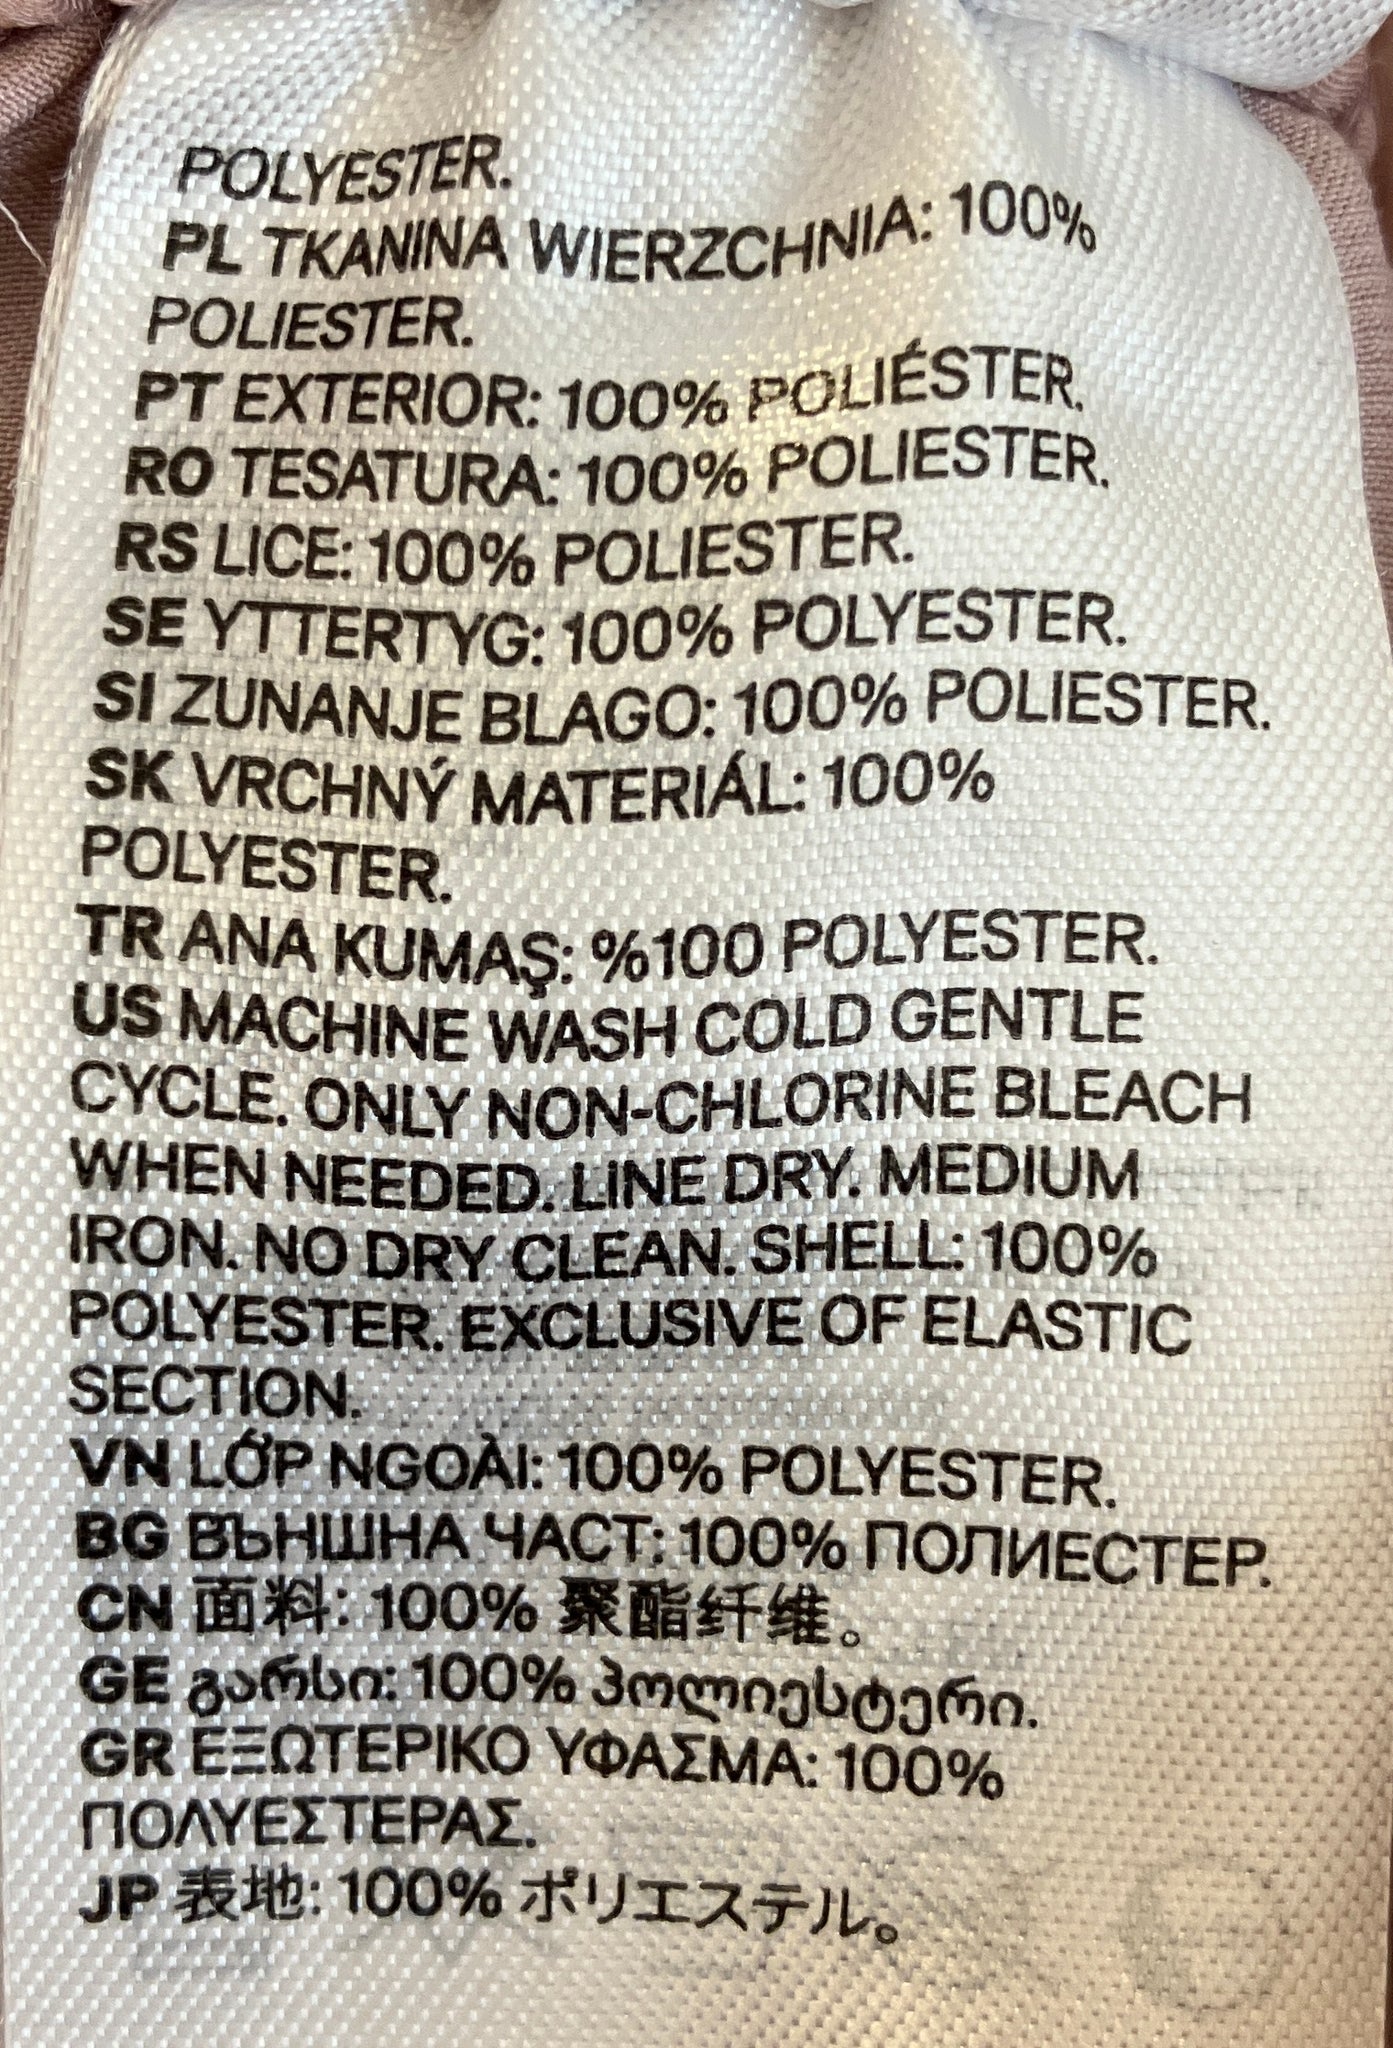 POLYESTER.
PL TKANINA WIERZCHNIA: 100%
POLIESTER.
PT EXTERIOR: 100% POLIÉSTER.
RO TESATURA: 100% POLIESTER.
RS LICE: 100% POLIESTER.
SE YTTERTYG: 100% POLYESTER.
SI ZUNANJE BLAGO: 100% POLIESTER.
SK VRCHNÝ MATERIÁL: 100%
POLYESTER.
TR ANA KUMAŞ: %100 POLYESTER.
US MACHINE WASH COLD GENTLE
CYCLE. ONLY NON-CHLORINE BLEACH
WHEN NEEDED. LINE DRY. MEDIUM
IRON. NO DRY CLEAN. SHELL: 100%
POLYESTER. EXCLUSIVE OF ELASTIC
SECTION.
VN LỚP NGOÀI: 100% POLYESTER.
BG ВЪНШНА ЧАСТ: 100% ПОЛИЕСТЕР.
CN 面料: 100% 聚酯纤维。
GE გარსი: 100% პოლიესტერი.
GR ΕΞΩΤΕΡΙΚΟ ΥΦΑΣΜΑ: 100%
ΠΟΛΥΕΣΤΕΡΑΣ.
JP 表地: 100% ポリエステル。